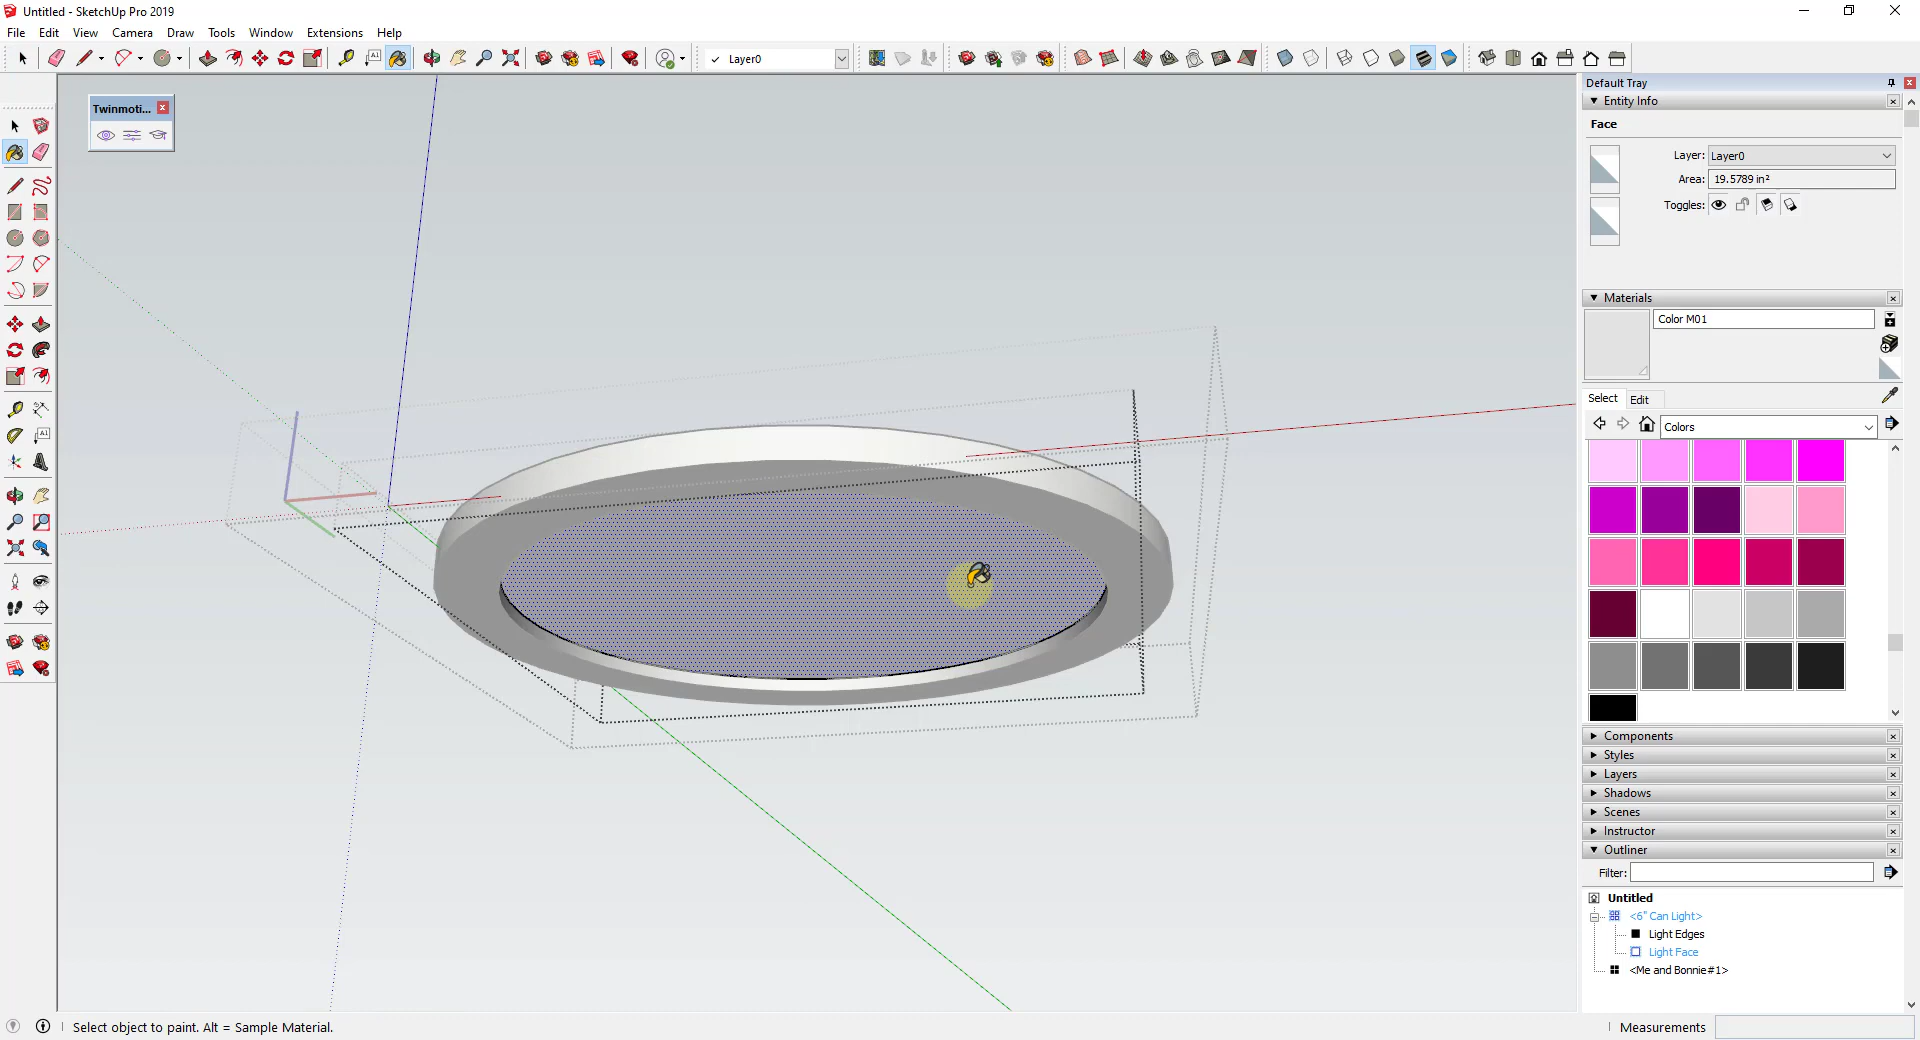 Untitled - SketchUp Pro 2019
File Edit View Camera Draw Tools Window Extensions Help
Layer0
Twinmoti...
Default Tray
Entity Info
Face
Layer: Layer0
Area: 19.5789 in²
Toggles:
Materials
Color M01
Select Edit
Colors
Components
Styles
Layers
Shadows
Scenes
Instructor
Outliner
Filter:
Untitled
<6" Can Light>
Light Edges
Light Face
<Me and Bonnie#1>
Select object to paint. Alt = Sample Material.
Measurements